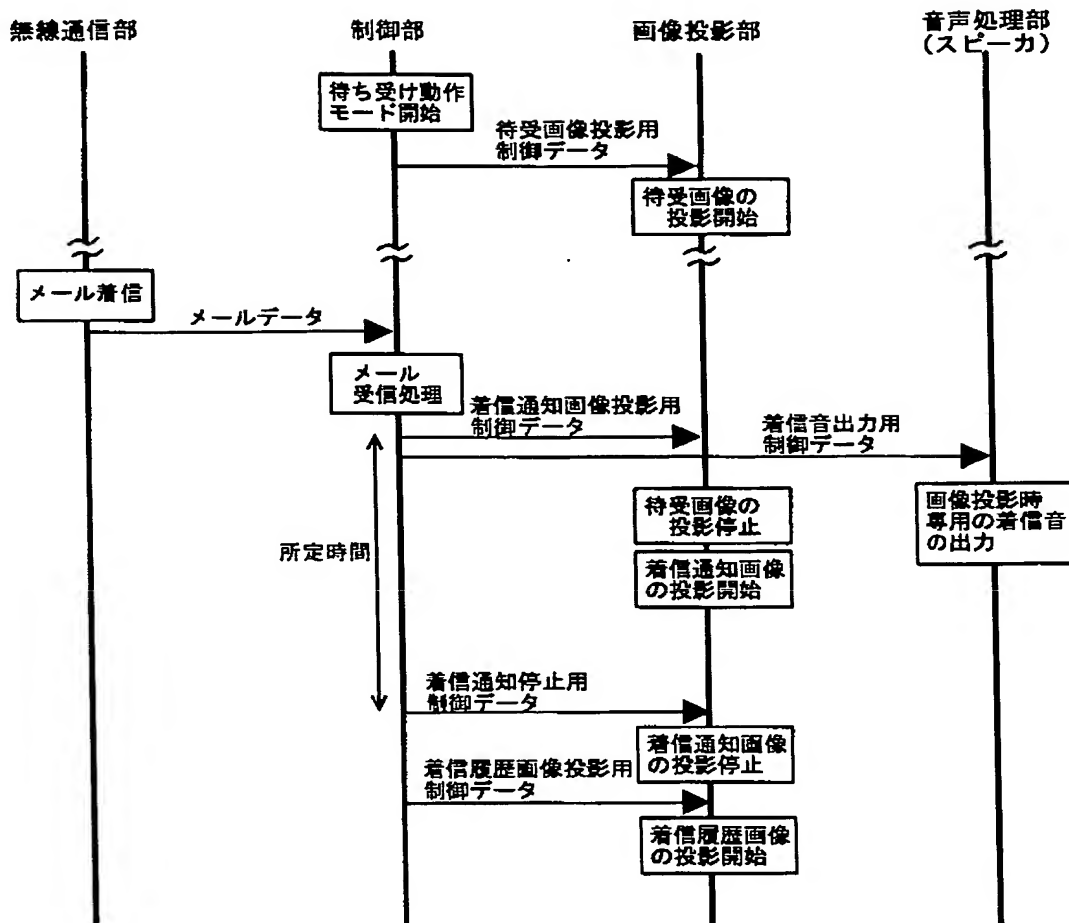 無線通信部
制御部
画像投影部
音声処理部
(スピーカ)
待ち受け動作
モード開始
待受画像投影用
制御データ
待受画像の
投影開始
メール着信
メールデータ
メール
受信処理
着信通知画像投影用
制御データ
着信音出力用
制御データ
待受画像の
投影停止
画像投影時
専用の着信音
の出力
所定時間
着信通知画像
の投影開始
着信通知停止用
制御データ
着信通知画像
の投影停止
着信履歴画像投影用
制御データ
着信履歴画像
の投影開始